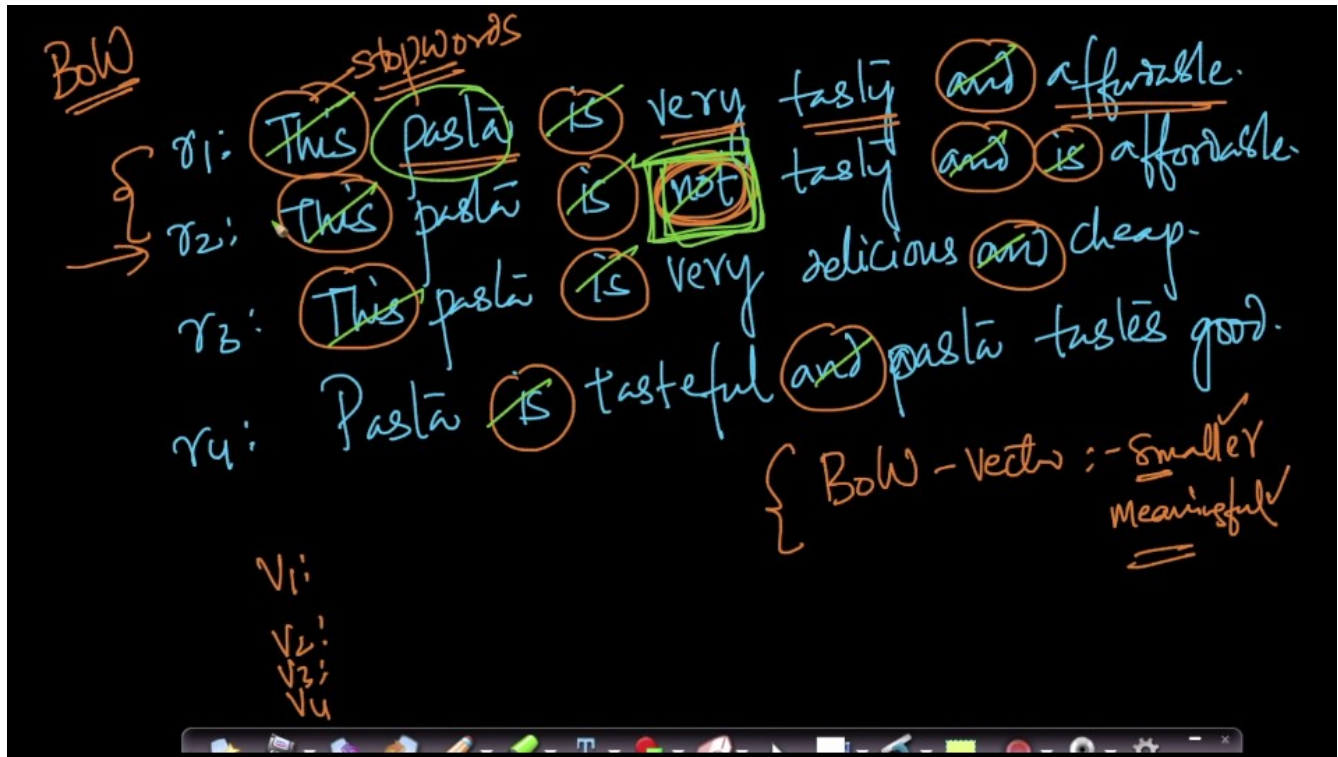 BoW
stopwords
r1: This pasta is very tasty and affordable.
r2: This pasta is not tasty and is affordable.
r3: This pasta is very delicious and cheap.
r4: Pasta is tasteful and pasta tastes good.
BoW - Vector :- Smaller
meaningful
V1:
V2:
V3:
V4